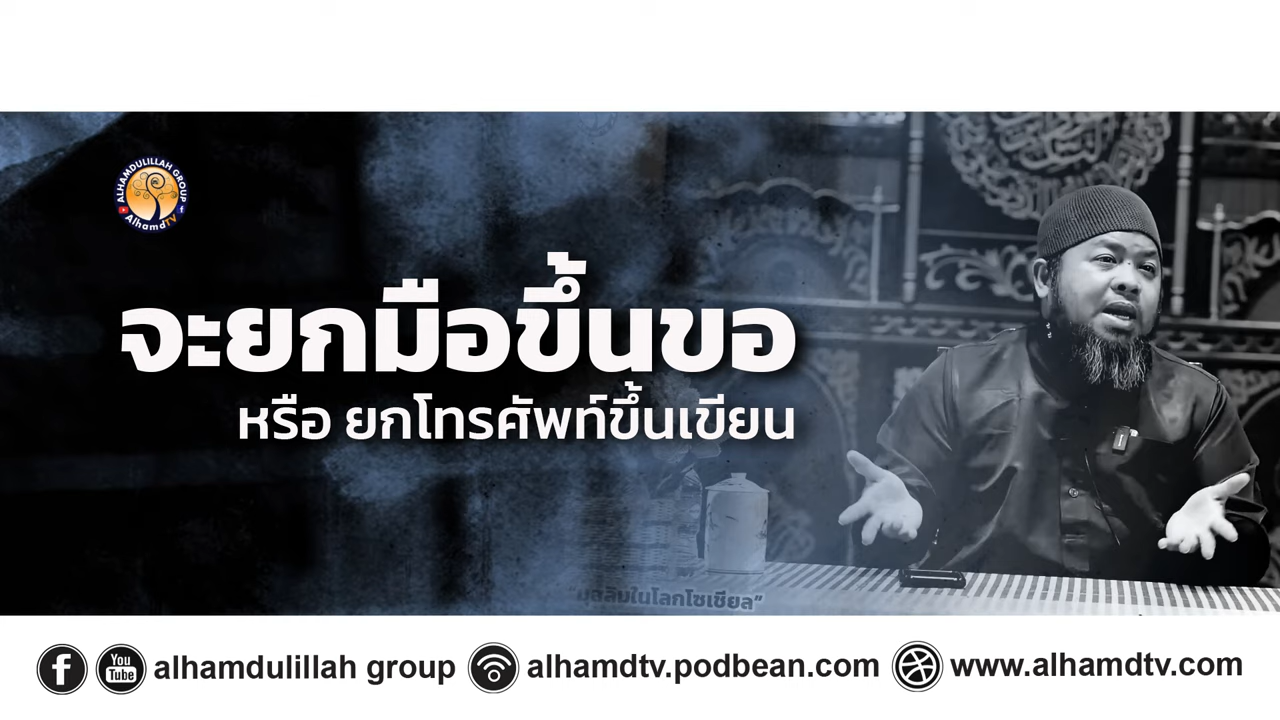 ALHAMDULILLAH GROUP
AlhamdTV
จะยกมือขึ้นขอ
หรือ ยกโทรศัพท์ขึ้นเขียน
"มุสลิมในโลกโซเชียล"
f You Tube alhamdulillah group alhamdtv.podbean.com www.alhamdtv.com